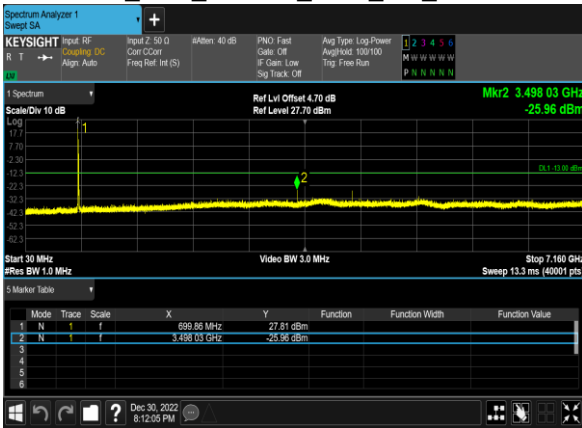 Spectrum Analyzer 1
Swept SA
+
KEYSIGHT Input: RF Input Z: 50 Ω #Atten: 40 dB PNO: Fast Avg Type: Log-Power 1 2 3 4 5 6
R T Coupling: DC Corr CCorr Gate: Off Avg|Hold: 100/100 M W W W W W
Align: Auto Freq Ref: Int (S) IF Gain: Low Trig: Free Run
LU Sig Track: Off P N N N N N
1 Spectrum Ref Lvl Offset 4.70 dB Mkr2 3.498 03 GHz
Scale/Div 10 dB Ref Level 27.70 dBm -25.96 dBm
Log
17.7 1
7.70
-2.30
-12.3 DL1 -13.00 dBm
-22.3 2
-32.3
-42.3
-52.3
-62.3
Start 30 MHz Video BW 3.0 MHz Stop 7.160 GHz
#Res BW 1.0 MHz Sweep 13.3 ms (40001 pts)
5 Marker Table
Mode Trace Scale X Y Function Function Width Function Value
1 N 1 f 699.86 MHz 27.81 dBm
2 N 1 f 3.498 03 GHz -25.96 dBm
3
4
5
6
? Dec 30, 2022
8:12:05 PM